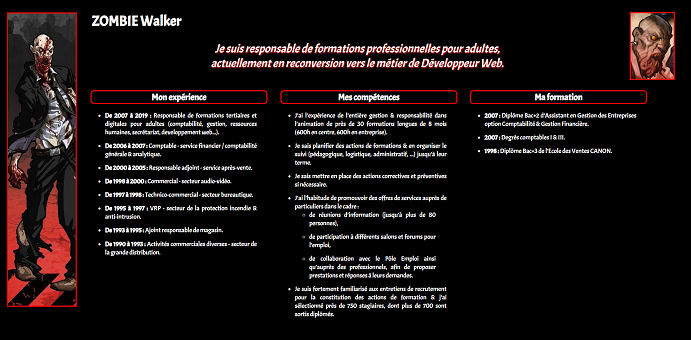 ZOMBIE Walker
Je suis responsable de formations professionnelles pour adultes,
actuellement en reconversion vers le métier de Développeur Web.
Mon expérience
De 2007 à 2019 : Responsable de formations tertiaires et
digitales pour adultes (comptabilité, gestion, ressources
humaines, secrétariat, développement web...).
De 2006 à 2007 : Comptable - service financier / comptabilité
générale & analytique.
De 2000 à 2005 : Responsable adjoint - service après-vente.
De 1998 à 2000 : Commercial - secteur audio-vidéo.
De 1997 à 1998 : Technico-commercial - secteur bureautique.
De 1995 à 1997 : VRP - secteur de la protection incendie &
anti-intrusion.
De 1993 à 1995 : Ajoint responsable de magasin.
De 1990 à 1993 : Activités commerciales diverses - secteur de
la grande distribution.
Mes compétences
J'ai l'expérience de l'entière gestion & responsabilité dans
l'animation de près de 30 formations longues de 8 mois
(600h en centre, 600h en entreprise).
Je sais planifier des actions de formations & en organiser le
suivi (pédagogique, logistique, administratif, ...) jusqu'à leur
terme.
Je sais mettre en place des actions correctives et préventives
si nécessaire.
J'ai l'habitude de promouvoir des offres de services auprès de
particuliers dans le cadre :
de réunions d'information (jusqu'à plus de 80
personnes),
de participation à différents salons et forums pour
l'emploi,
de collaboration avec le Pôle Emploi ainsi
qu'auprès des professionnels, afin de proposer
prestations et réponses à leurs demandes.
Je suis fortement familiarisé aux entretiens de recrutement
pour la constitution des actions de formation & j'ai
sélectionné près de 750 stagiaires, dont plus de 700 sont
sortis diplômés.
Ma formation
2007 : Diplôme Bac+2 d'Assistant en Gestion des Entreprises
option Comptabilité & Gestion Financière.
2007 : Degrés comptables I & III.
1998 : Diplôme Bac+3 de l'Ecole des Ventes CANON.